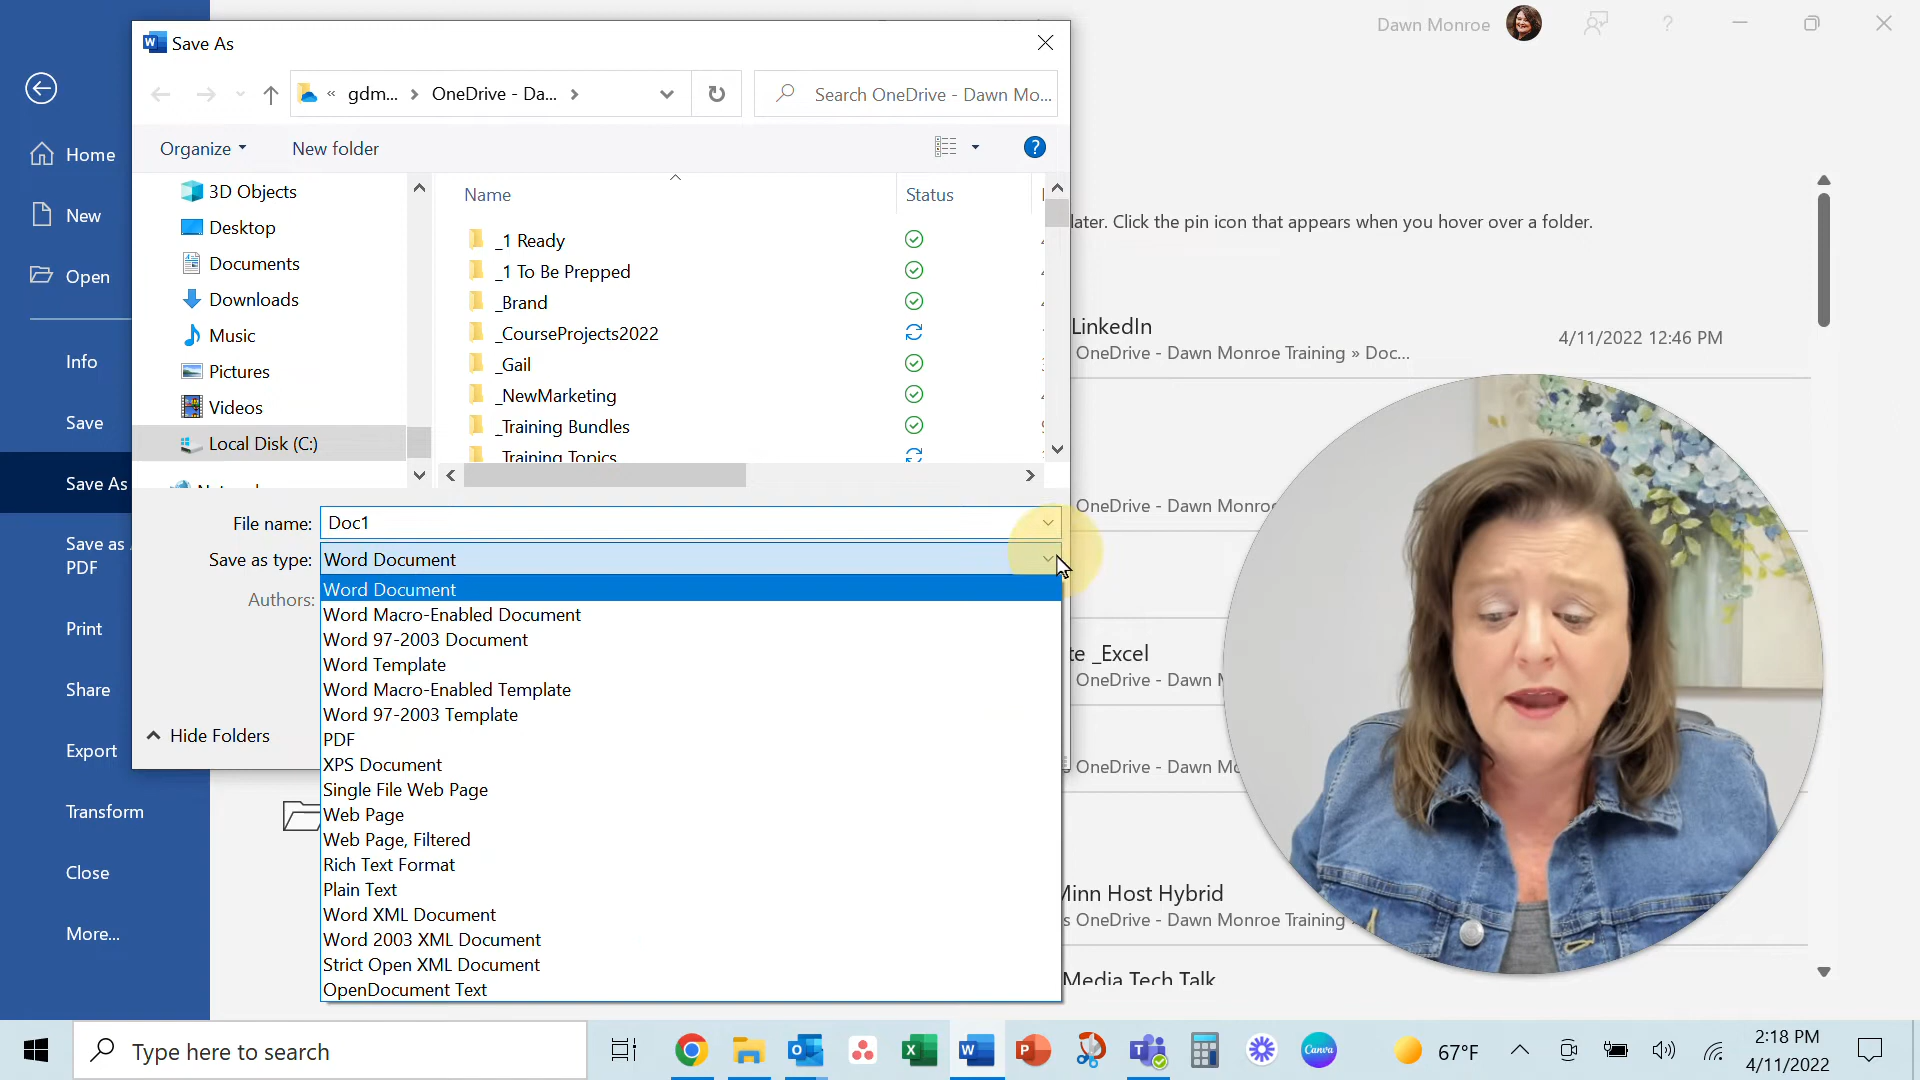 Dawn Monroe
?
Save As
« gdm... > OneDrive - Da... >
Search OneDrive - Dawn Mo...
Organize
New folder
?
Home
New
Open
Info
Save
Save As
Save as
PDF
Print
Share
Export
Transform
Close
More...
3D Objects
Desktop
Documents
Downloads
Music
Pictures
Videos
Local Disk (C:)
Name
Status
_1 Ready
_1 To Be Prepped
_Brand
_CourseProjects2022
_Gail
_NewMarketing
_Training Bundles
_Training Topics
File name: Doc1
Save as type: Word Document
Authors:
Word Document
Word Macro-Enabled Document
Word 97-2003 Document
Word Template
Word Macro-Enabled Template
Word 97-2003 Template
PDF
XPS Document
Single File Web Page
Web Page
Web Page, Filtered
Rich Text Format
Plain Text
Word XML Document
Word 2003 XML Document
Strict Open XML Document
OpenDocument Text
Hide Folders
later. Click the pin icon that appears when you hover over a folder.
LinkedIn
OneDrive - Dawn Monroe Training » Doc...
4/11/2022 12:46 PM
OneDrive - Dawn Monro
te _Excel
OneDrive - Dawn
s OneDrive - Dawn Mo
Minn Host Hybrid
s OneDrive - Dawn Monroe Training
Media Tech Talk
Type here to search
Canva
67°F
2:18 PM
4/11/2022